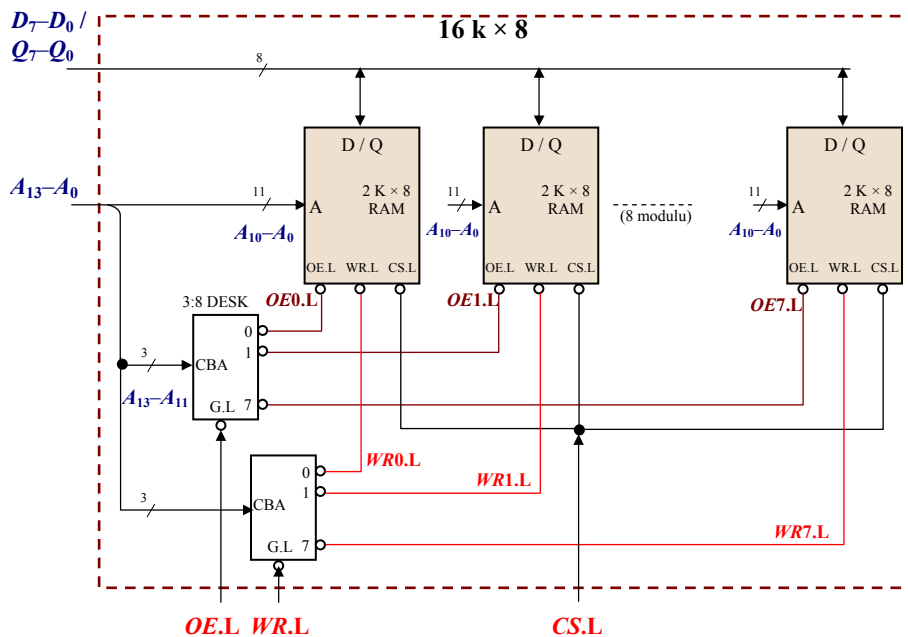 D₇–D₀ /
Q₇–Q₀
16 k × 8
8
D / Q
D / Q
D / Q
A₁₃–A₀
11
11
11
2 K × 8
RAM
2 K × 8
RAM
2 K × 8
RAM
A
A
A
(8 modulu)
A₁₀–A₀
A₁₀–A₀
A₁₀–A₀
OE.L WR.L CS.L
OE.L WR.L CS.L
OE.L WR.L CS.L
3:8 DESK
OE0.L
OE1.L
OE7.L
0
1
3
CBA
A₁₃–A₁₁
G.L 7
WR0.L
0
WR1.L
1
3
CBA
WR7.L
G.L 7
OE.L WR.L
CS.L